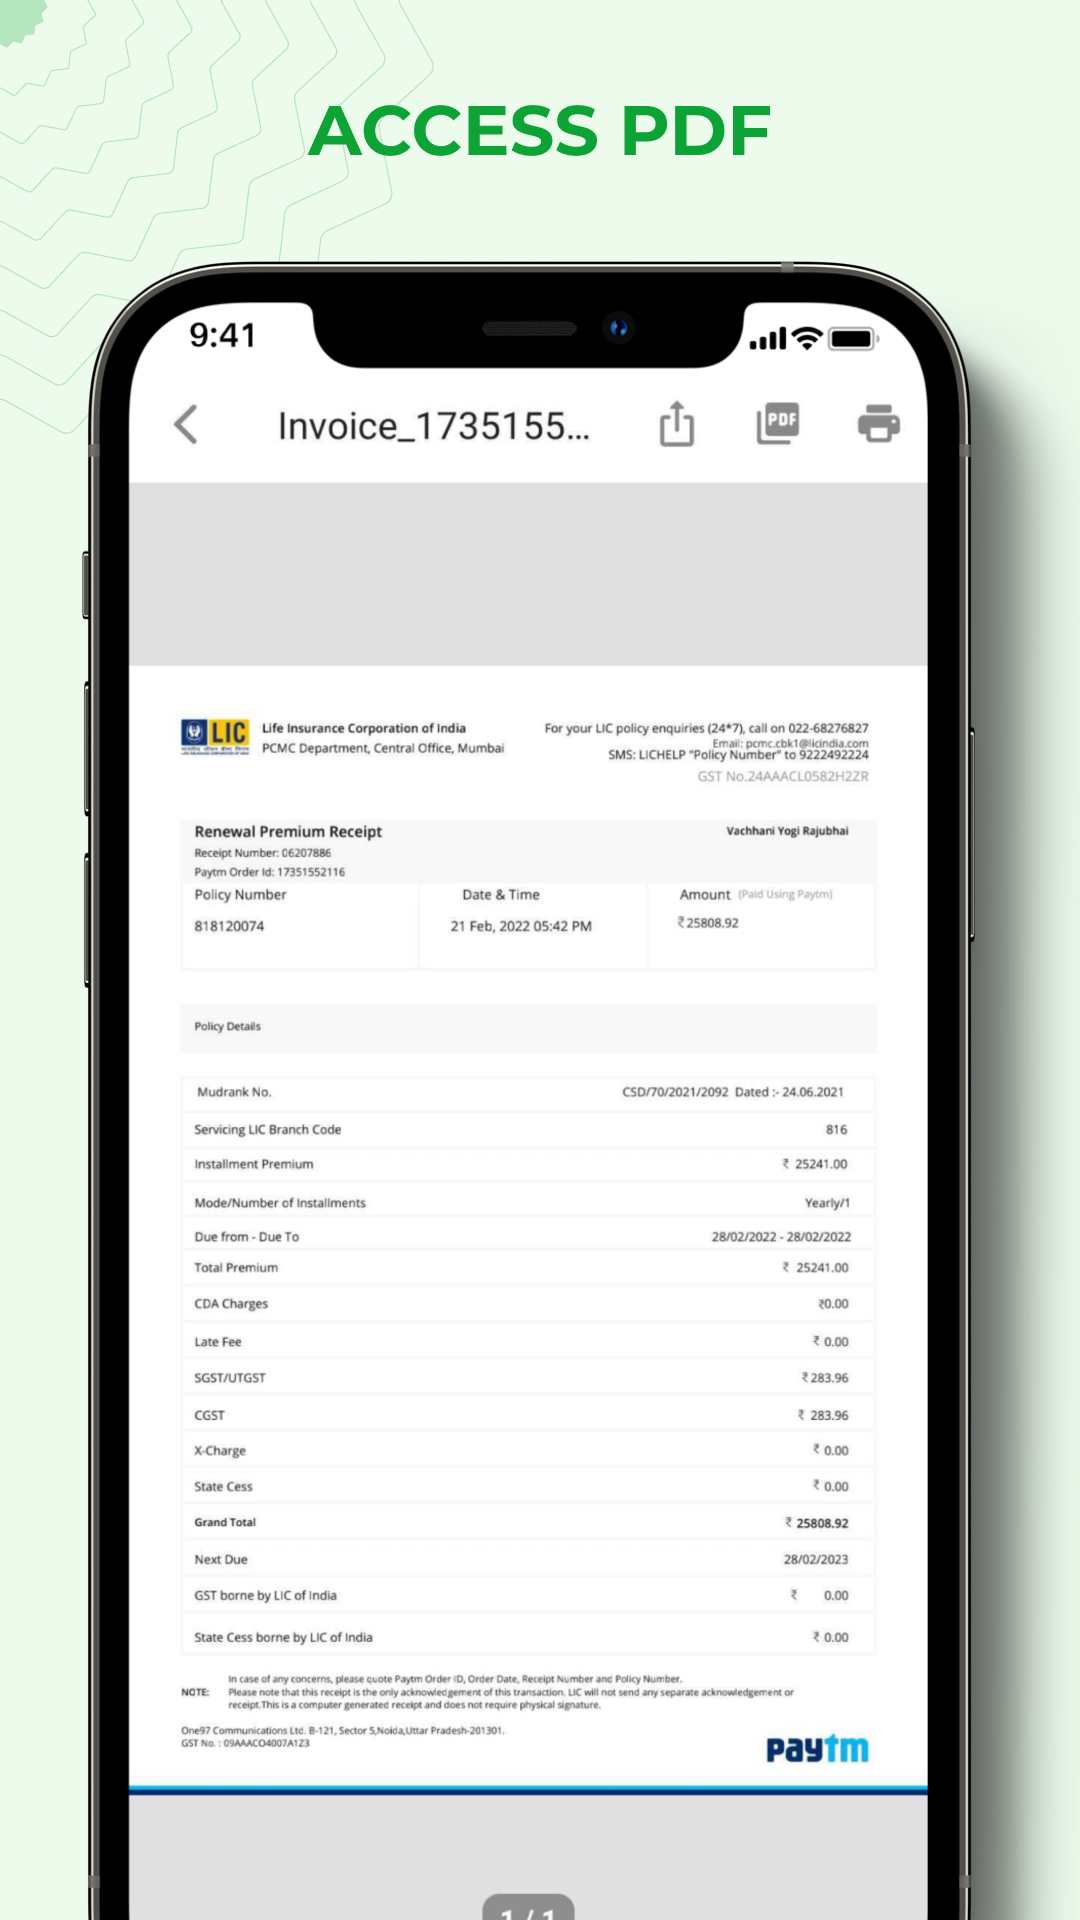 ACCESS PDF
9:41
Invoice_1735155...
PDF
LIC
Life Insurance Corporation of India
PCMC Department, Central Office, Mumbai
For your LIC policy enquiries (24*7), call on 022-68276827
Email: pcmc.cbk1@licindia.com
SMS: LICHELP "Policy Number" to 9222492224
GST No.24AAACL0582H2ZR
Renewal Premium Receipt
Vachhani Yogi Rajubhai
Receipt Number: 06207886
Paytm Order Id: 17351552116
Policy Number
Date & Time
Amount (Paid Using Paytm)
818120074
21 Feb, 2022 05:42 PM
₹25808.92
Policy Details
Mudrank No. CSD/70/2021/2092 Dated :- 24.06.2021
Servicing LIC Branch Code 816
Installment Premium ₹ 25241.00
Mode/Number of Installments Yearly/1
Due from - Due To 28/02/2022 - 28/02/2022
Total Premium ₹ 25241.00
CDA Charges ₹0.00
Late Fee ₹ 0.00
SGST/UTGST ₹283.96
CGST ₹ 283.96
X-Charge ₹ 0.00
State Cess ₹ 0.00
Grand Total ₹ 25808.92
Next Due 28/02/2023
GST borne by LIC of India ₹ 0.00
State Cess borne by LIC of India ₹ 0.00
In case of any concerns, please quote Paytm Order ID, Order Date, Receipt Number and Policy Number.
NOTE: Please note that this receipt is the only acknowledgement of this transaction. LIC will not send any separate acknowledgement or
receipt.This is a computer generated receipt and does not require physical signature.
One97 Communications Ltd. B-121, Sector 5,Noida,Uttar Pradesh-201301.
GST No. : 09AAACO4007A1Z3
paytm
1 / 1